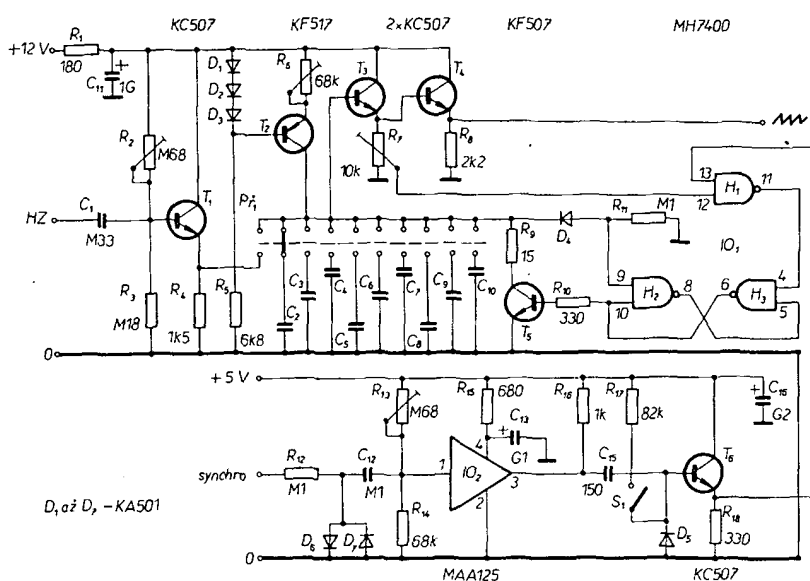 KC507 KF517 2xKC507 KF507 MH7400
+12 V R₁ 180
C₁₁ + 1G
D₁
D₂
D₃
R₆ 68k
T₃ T₄
R₂ M68
T₂
R₇ 10k
R₈ 2k2
13 H₁ 11
12
HZ C₁ M33
T₁
Př₁
R₉ 15
D₄
R₁₁ M1
IO₁
R₃ M18
R₄ 1k5
R₅ 6k8
C₂ C₃ C₄ C₅ C₆ C₇ C₈ C₉ C₁₀
T₅
R₁₀ 330
9 H₂ 8 6 H₃ 4
10 5
0
+5 V
R₁₃ M68
R₁₅ 680
C₁₃ + G1
R₁₆ 1k
R₁₇ 82k
C₁₆ + G2
synchro R₁₂ M1
C₁₂ M1
1 4 IO₂ 2 3
C₁₅ 150
S₁
T₆
D₁ až D₇ -KA501
D₆ D₇
R₁₄ 68k
D₅
R₁₈ 330
0
MAA125 KC507